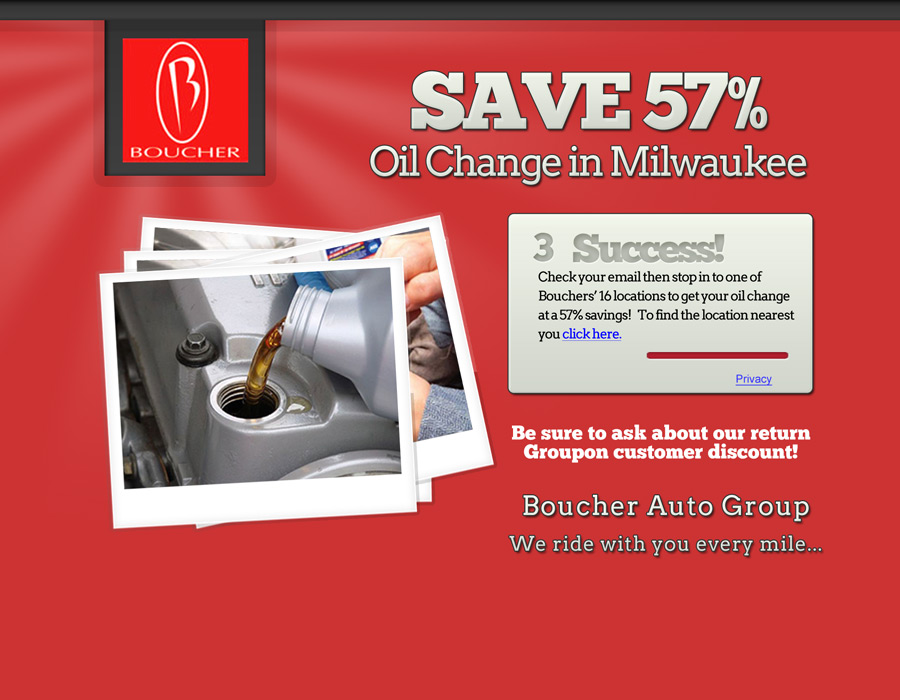 BOUCHER
SAVE 57%
Oil Change in Milwaukee
3 Success!
Check your email then stop in to one of
Bouchers' 16 locations to get your oil change
at a 57% savings! To find the location nearest
you click here.
Privacy
Be sure to ask about our return
Groupon customer discount!
Boucher Auto Group
We ride with you every mile...